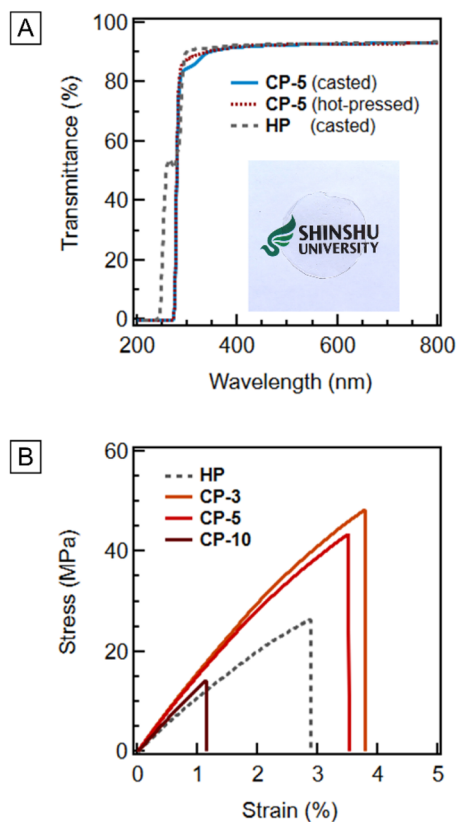 A
100
80
60
40
20
0
Transmittance (%)
CP-5 (casted)
CP-5 (hot-pressed)
HP (casted)
SHINSHU
UNIVERSITY
200
400
600
800
Wavelength (nm)
B
60
40
20
0
Stress (MPa)
HP
CP-3
CP-5
CP-10
0
1
2
3
4
5
Strain (%)